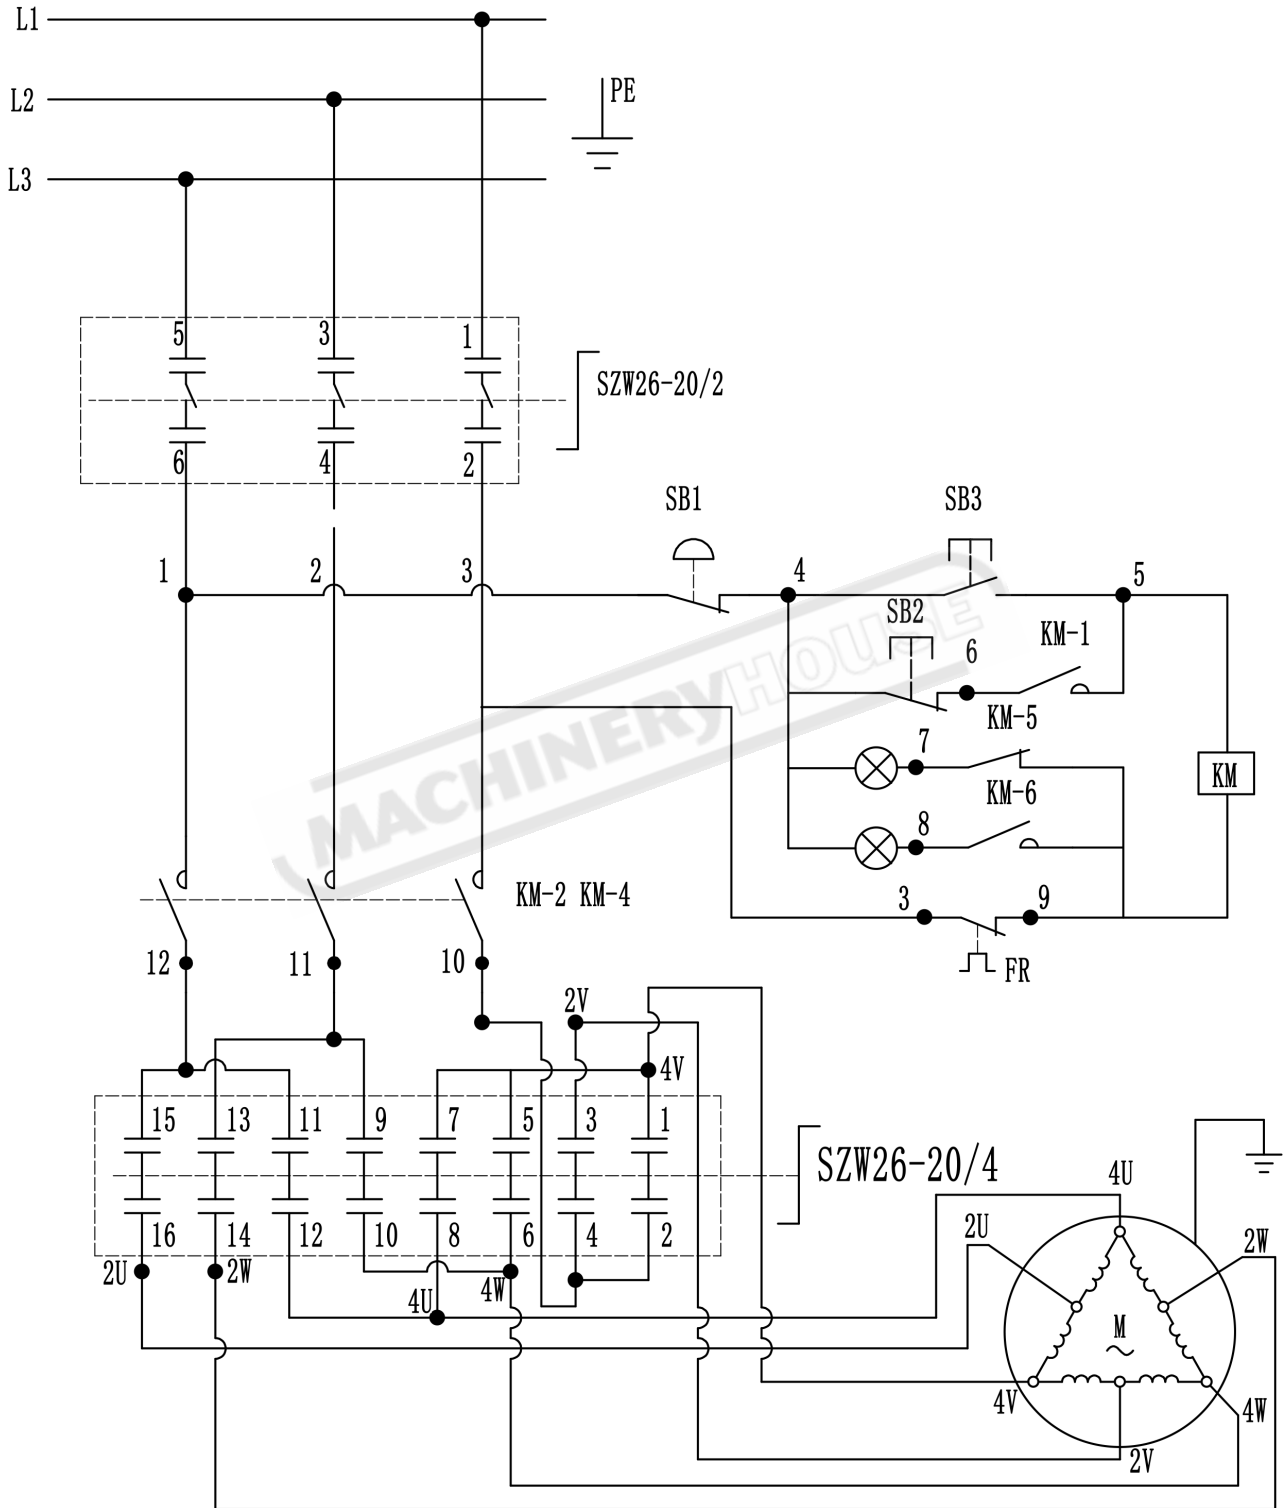 L1
L2
PE
L3
5 3 1
SZW26-20/2
6 4 2
SB1 SB3
1 2 3 4 5
SB2
KM-1
6
KM-5
7
KM
KM-6
8
MACHINERYHOUSE
KM-2 KM-4
3 9
12 11 10
FR
2V
4V
15 13 11 9 7 5 3 1
SZW26-20/4
16 14 12 10 8 6 4 2
2U 2W 4U 4W
4U
2U 2W
M
4V 4W
2V